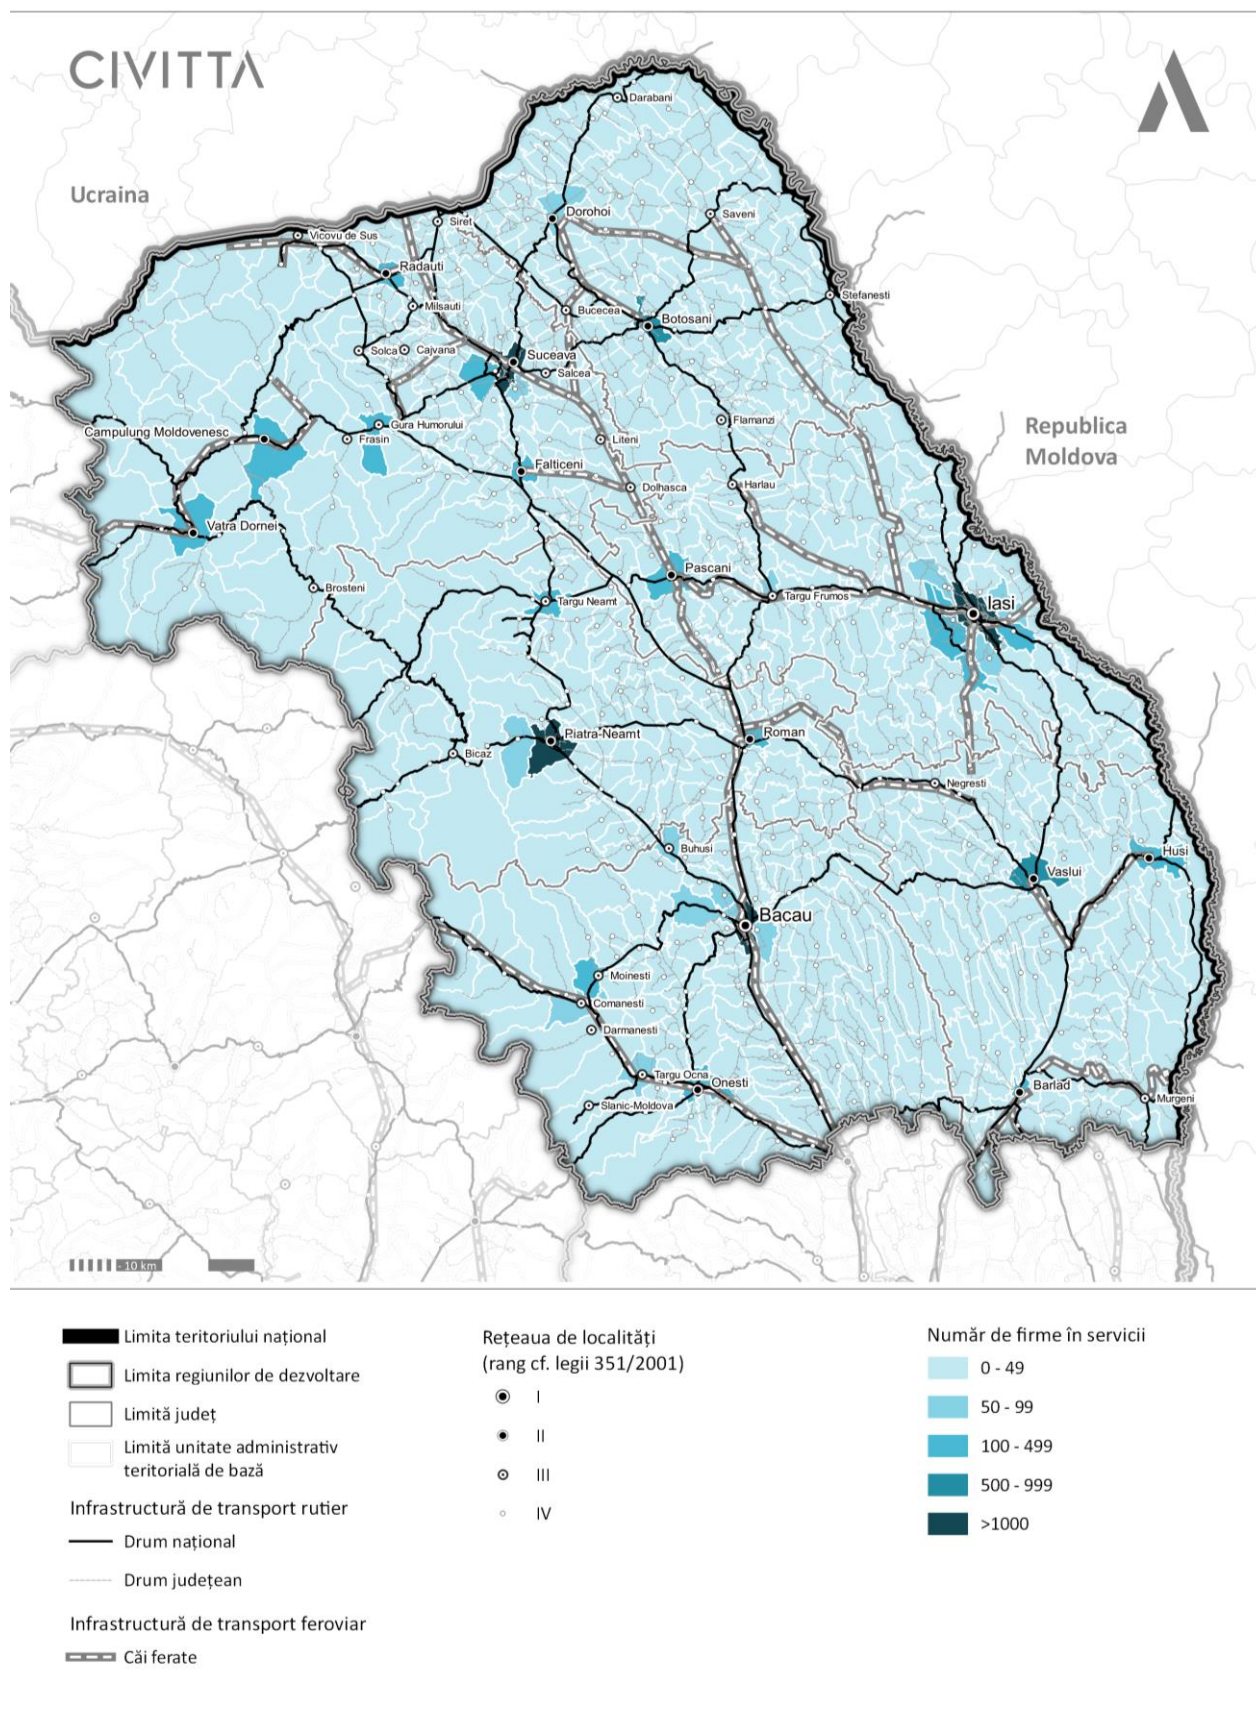 CIVITTA
Ucraina
Republica
Moldova
Darabani
Dorohoi
Saveni
Siret
Vicovu de Sus
Radauti
Milsauti
Stefanesti
Bucecea
Botosani
Solca
Cajvana
Suceava
Salcea
Campulung Moldovenesc
Gura Humorului
Frasin
Flamanzi
Liteni
Falticeni
Dolhasca
Harlau
Vatra Dornei
Pascani
Brosteni
Targu Neamt
Targu Frumos
Iasi
Piatra-Neamt
Bicaz
Roman
Negresti
Buhusi
Husi
Vaslui
Bacau
Moinesti
Comanesti
Darmanesti
Targu Ocna
Onesti
Slanic-Moldova
Barlad
Murgeni
- 10 km
Limita teritoriului național
Limita regiunilor de dezvoltare
Limită județ
Limită unitate administrativ
teritorială de bază
Infrastructură de transport rutier
Drum național
Drum județean
Infrastructură de transport feroviar
Căi ferate
Rețeaua de localități
(rang cf. legii 351/2001)
I
II
III
IV
Număr de firme în servicii
0 - 49
50 - 99
100 - 499
500 - 999
>1000